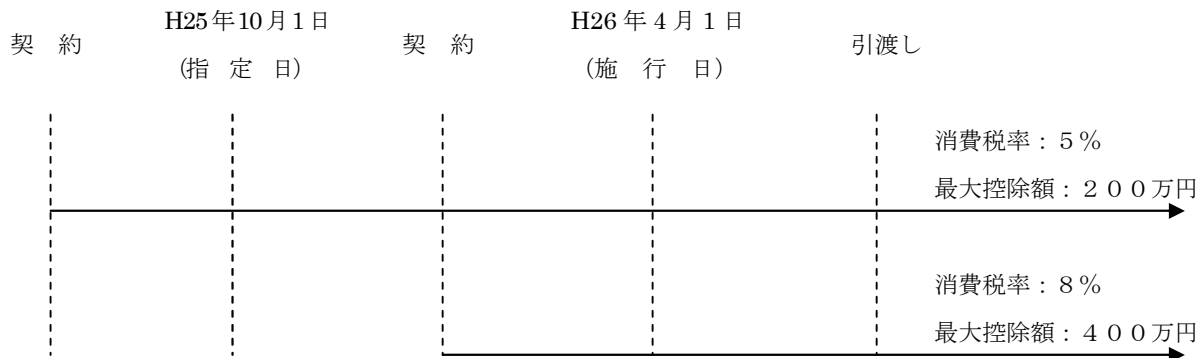 H25年10月1日 H26 年 4 月 1 日
契 約 契 約 引渡し
(指 定 日) (施 行 日)
消費税率:5%
最大控除額:200万円
消費税率:8%
最大控除額:400万円